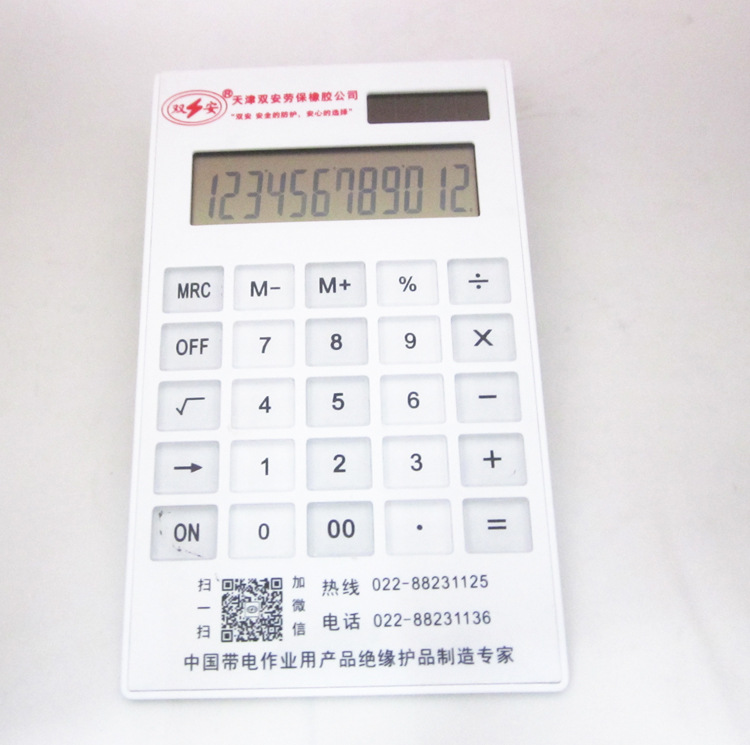 双安®
天津双安劳保橡胶公司
"双安 安全的防护，安心的选择"
123456789012.
MRC M- M+ % ÷
OFF 7 8 9 ×
√ 4 5 6 −
→ 1 2 3 +
ON 0 00 · =
扫一扫
加微信
热线 022-88231125
电话 022-88231136
中国带电作业用产品绝缘护品制造专家